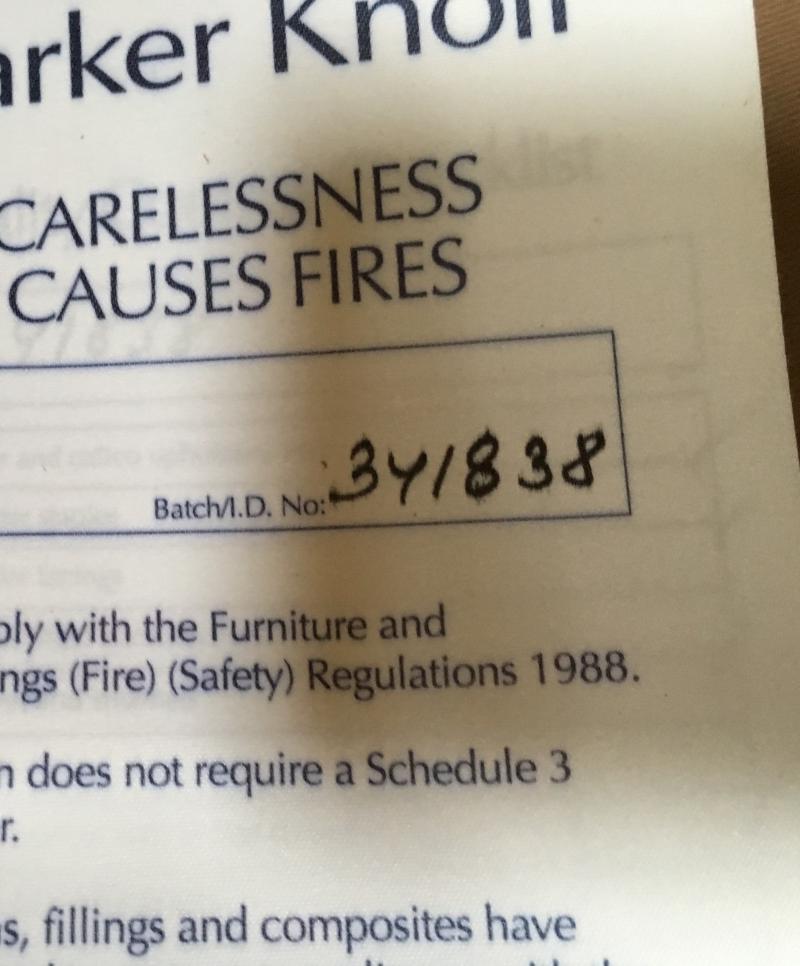 arker Knoll
CARELESSNESS
CAUSES FIRES
Batch/I.D. No: 341838
ply with the Furniture and
ngs (Fire) (Safety) Regulations 1988.
n does not require a Schedule 3
r.
s, fillings and composites have